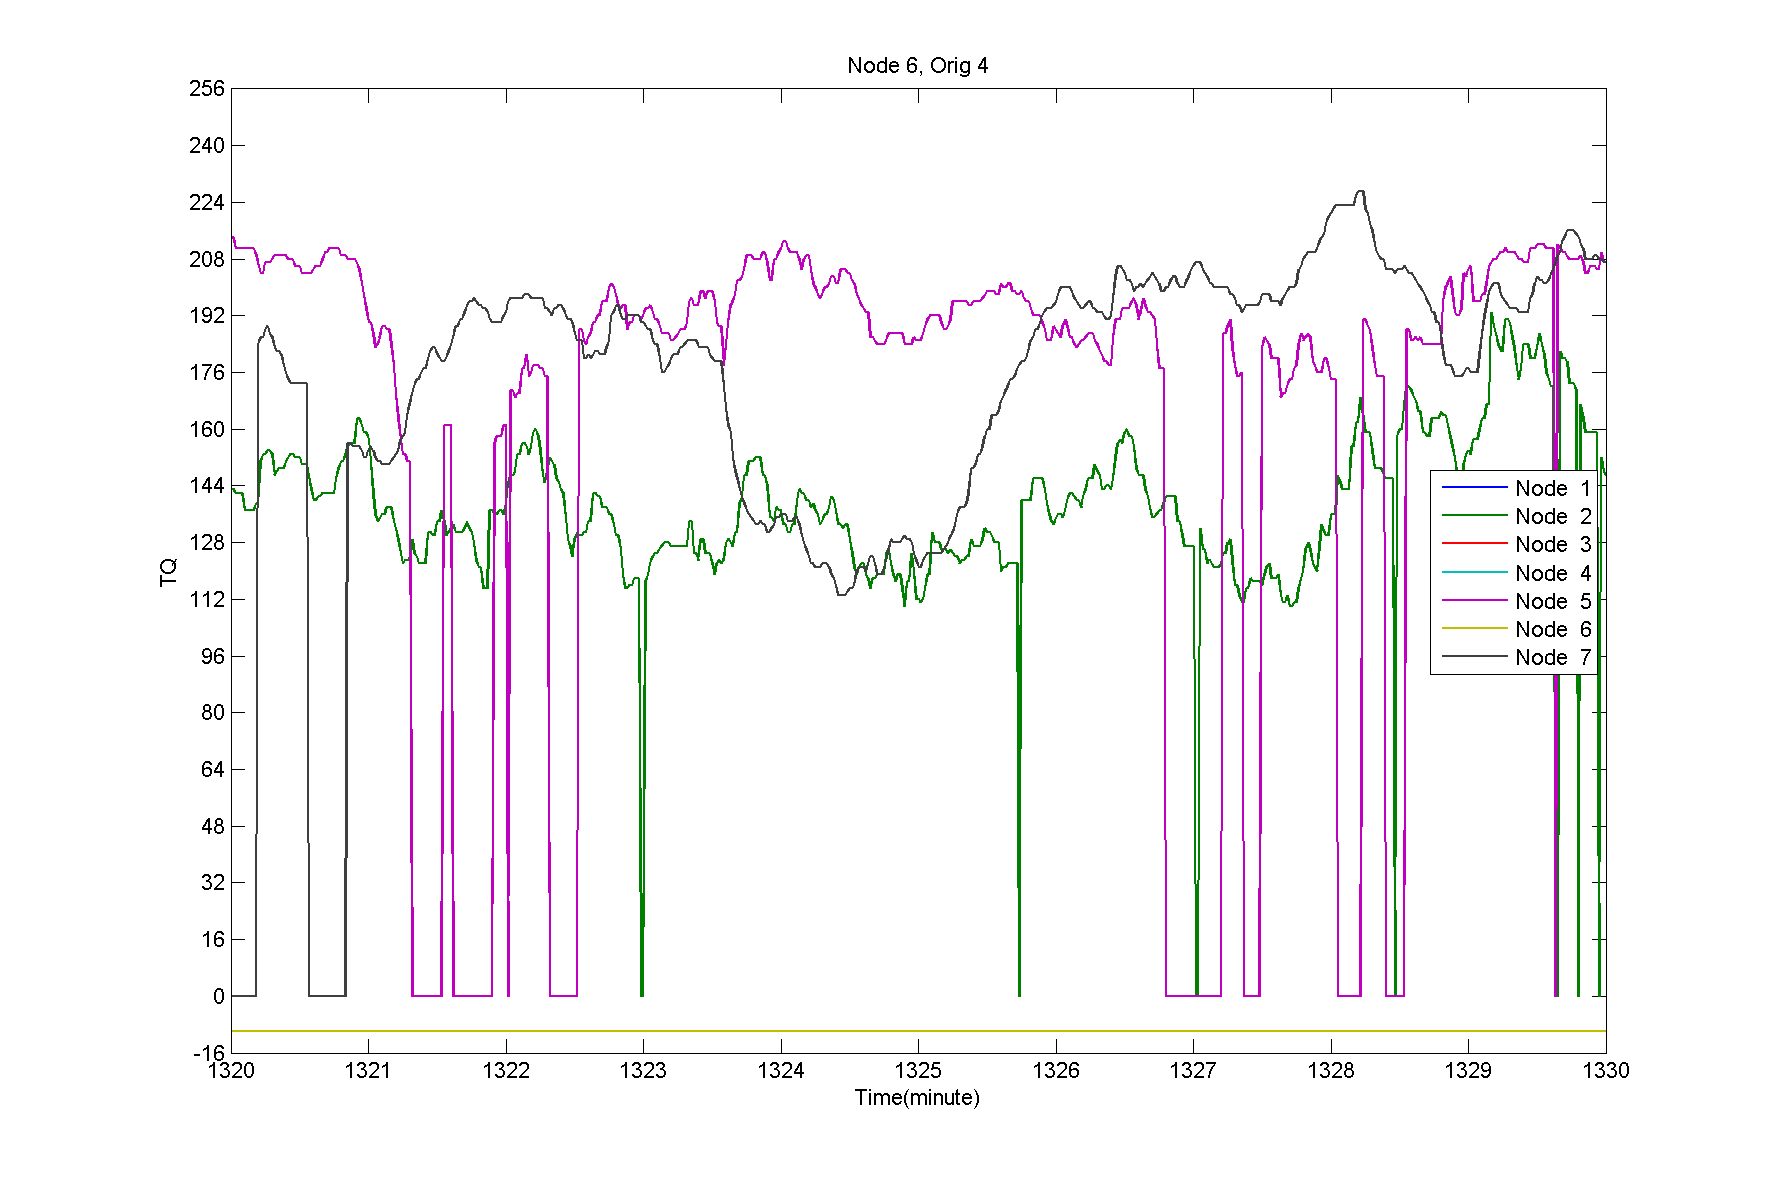 Node 6, Orig 4
256
240
224
208
192
176
160
144
128
112
96
80
64
48
32
16
0
-16
TQ
1320 1321 1322 1323 1324 1325 1326 1327 1328 1329 1330
Time(minute)
Node 1
Node 2
Node 3
Node 4
Node 5
Node 6
Node 7